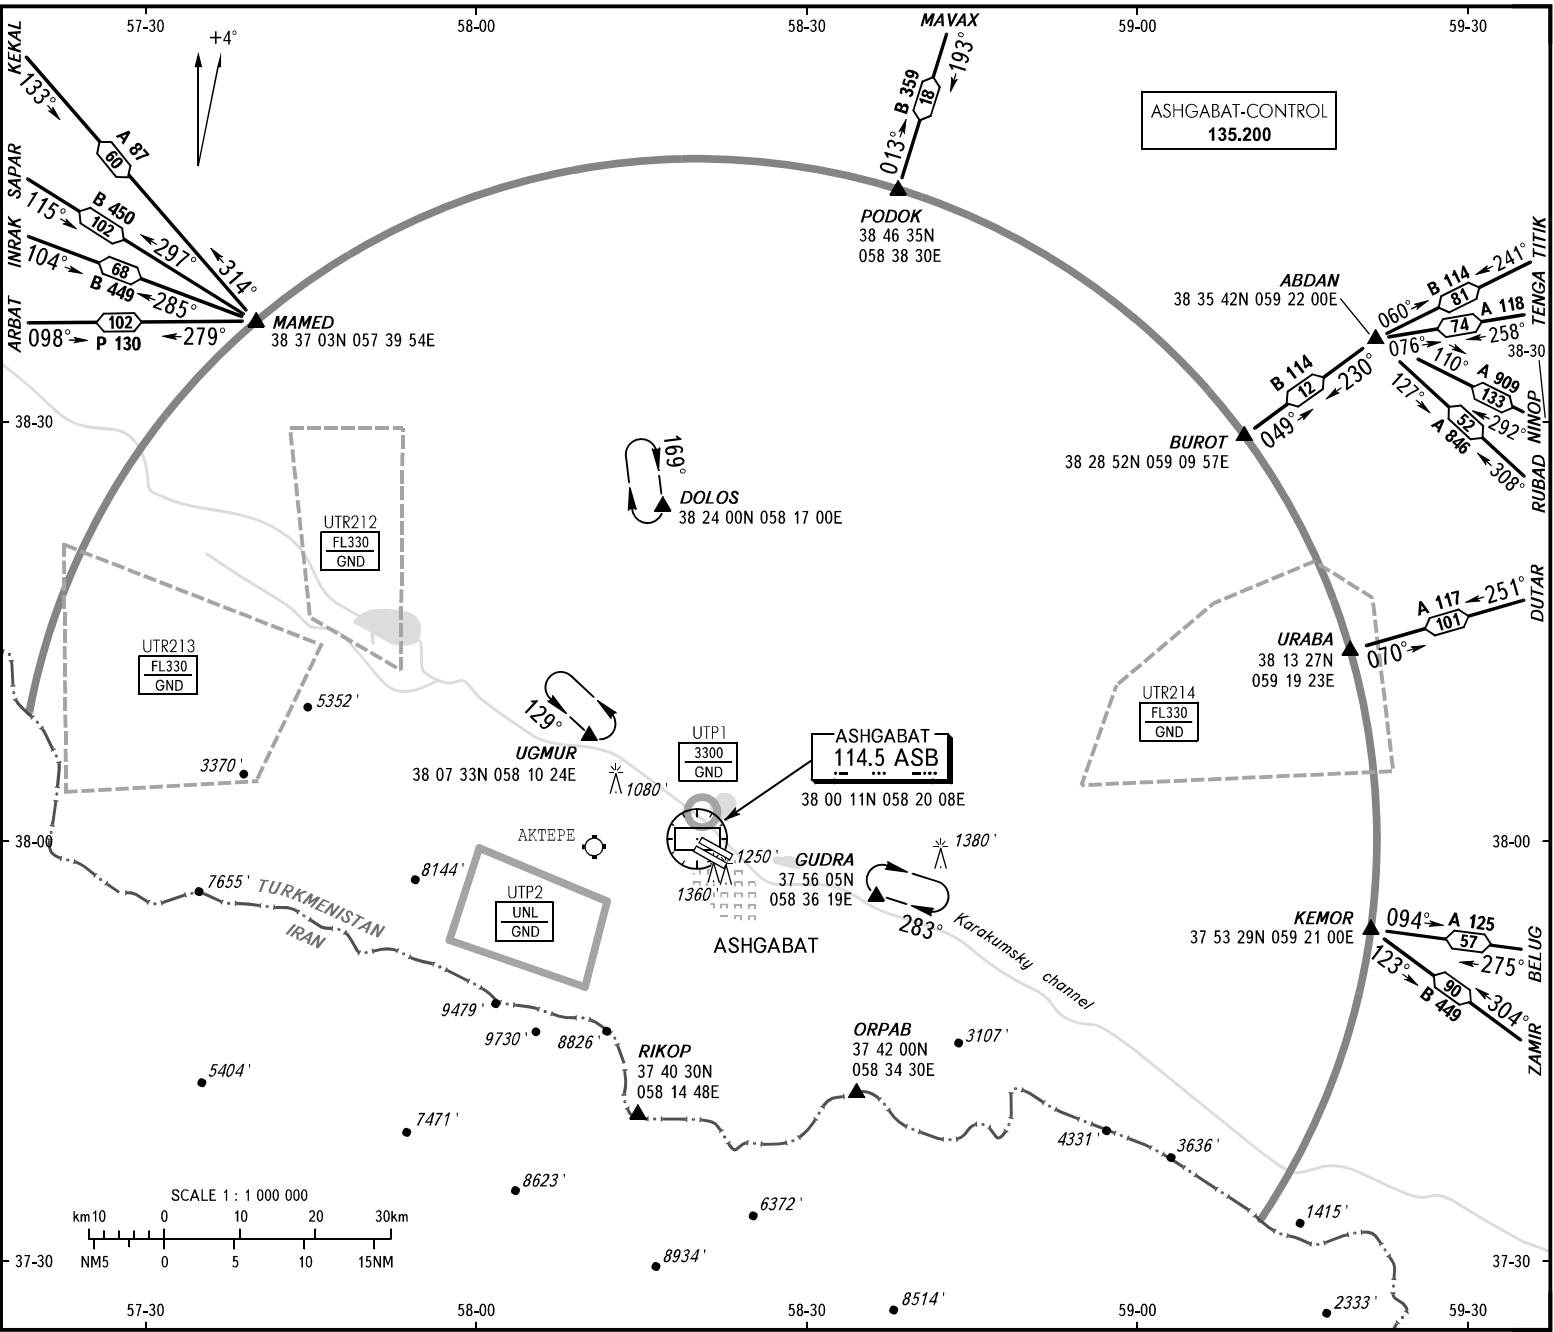 57-30
58-00
58-30
59-00
59-30
+4°
KEKAL
133°
A 87
60
314°
SAPAR
115°
B 450
102
297°
INRAK
104°
68
B 449
285°
ARBAT
098°
102
P 130
279°
MAMED
38 37 03N 057 39 54E
MAVAX
193°
B 359
18
013°
PODOK
38 46 35N
058 38 30E
ASHGABAT-CONTROL
135.200
ABDAN
38 35 42N 059 22 00E
TITIK
241°
B 114
81
060°
TENGA
A 118
74
258°
076°
38-30
110°
A 909
133
292°
NINOP
127°
52
A 846
308°
RUBAD
B 114
12
230°
049°
BUROT
38 28 52N 059 09 57E
38-30
169°
DOLOS
38 24 00N 058 17 00E
UTR212
FL330
GND
UTR213
FL330
GND
5352'
3370'
DUTAR
A 117
251°
101
070°
URABA
38 13 27N
059 19 23E
UTR214
FL330
GND
129°
UGMUR
38 07 33N 058 10 24E
1080'
UTP1
3300
GND
ASHGABAT
114.5 ASB
38 00 11N 058 20 08E
38-00
AKTEPE
38-00
1250'
1360'
1380'
GUDRA
37 56 05N
058 36 19E
283°
ASHGABAT
8144'
7655'
TURKMENISTAN
IRAN
UTP2
UNL
GND
Karakumsky channel
KEMOR
37 53 29N 059 21 00E
094°
A 125
57
275°
BELUG
123°
90
B 449
304°
ZAMIR
9479'
9730'
8826'
RIKOP
37 40 30N
058 14 48E
ORPAB
37 42 00N
058 34 30E
3107'
5404'
7471'
4331'
3636'
8623'
6372'
1415'
8934'
8514'
2333'
SCALE 1 : 1 000 000
km10 0 10 20 30km
NM5 0 5 10 15NM
37-30
37-30
57-30
58-00
58-30
59-00
59-30